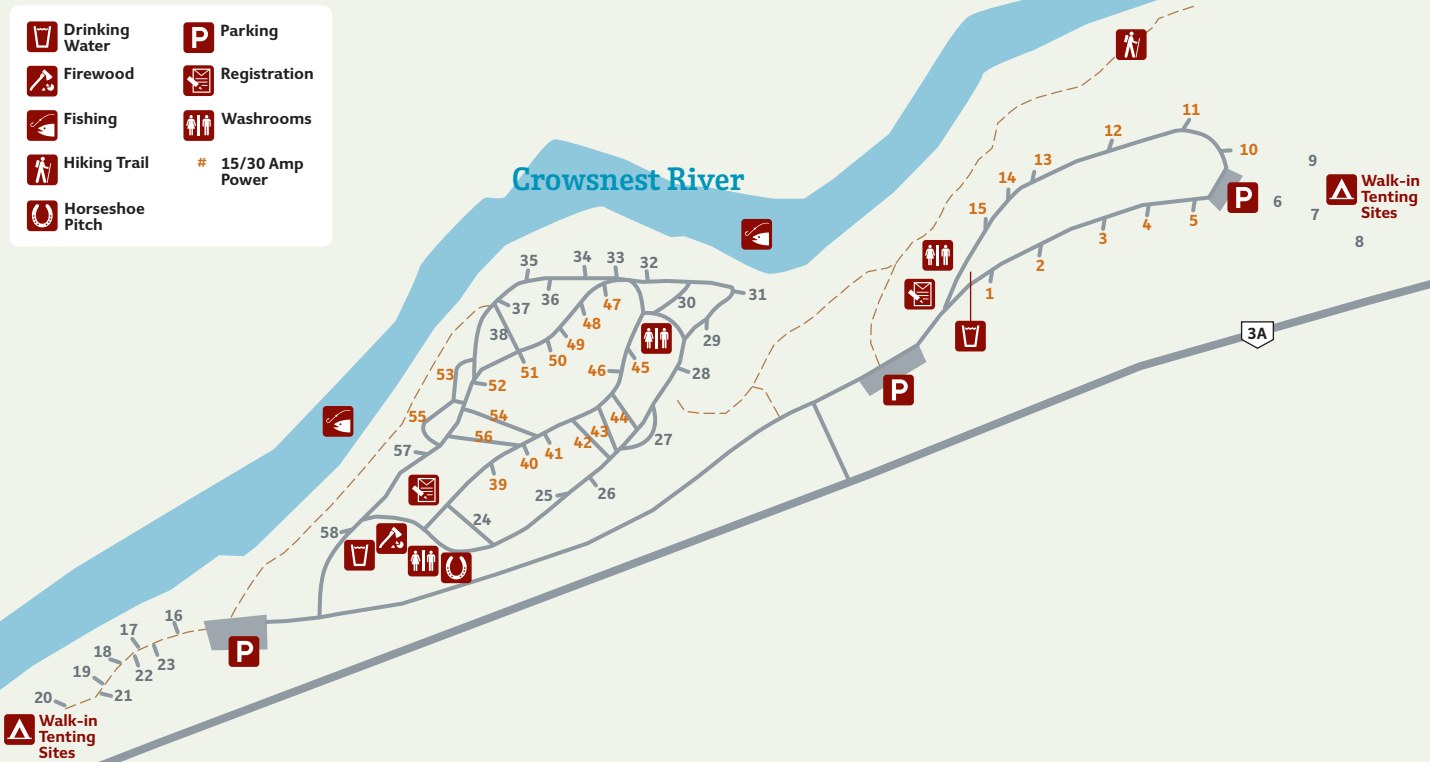 Drinking
Water
Parking
Firewood
Registration
Fishing
Washrooms
Hiking Trail
# 15/30 Amp
Power
Horseshoe
Pitch
Crowsnest River
P
P
P
P
3A
Walk-in
Tenting
Sites
Walk-in
Tenting
Sites
1
2
3
4
5
6
7
8
9
10
11
12
13
14
15
16
17
18
19
20
21
22
23
24
25
26
27
28
29
30
31
32
33
34
35
36
37
38
39
40
41
42
43
44
45
46
47
48
49
50
51
52
53
54
55
56
57
58